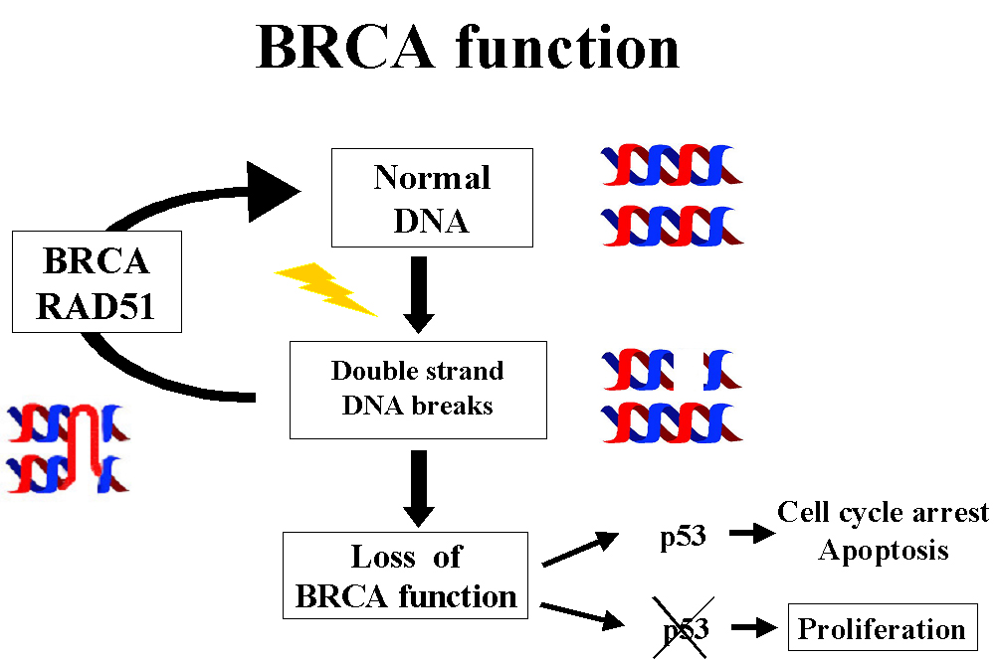 BRCA function
Normal
DNA
BRCA
RAD51
Double strand
DNA breaks
Loss of
BRCA function
p53
Cell cycle arrest
Apoptosis
p53
Proliferation